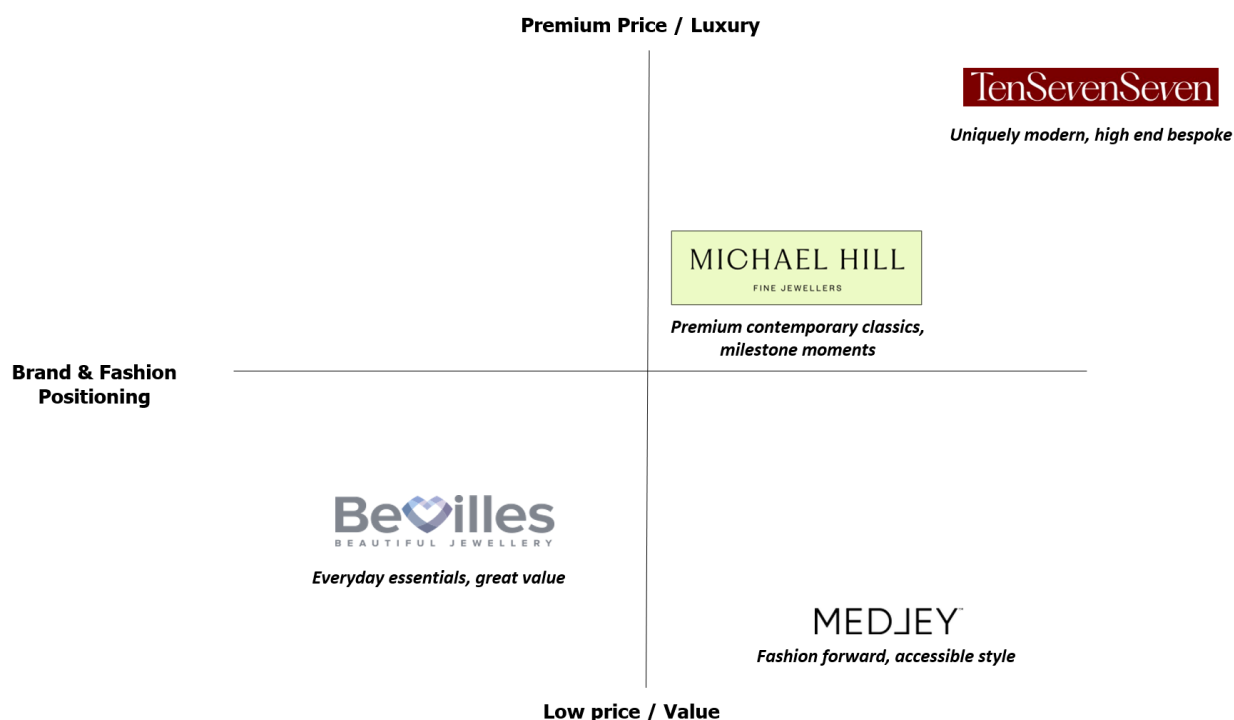 Premium Price / Luxury
TenSevenSeven
Uniquely modern, high end bespoke
MICHAEL HILL
FINE JEWELLERS
Premium contemporary classics,
milestone moments
Brand & Fashion
Positioning
Bevilles
BEAUTIFUL JEWELLERY
Everyday essentials, great value
MEDLEY™
Fashion forward, accessible style
Low price / Value